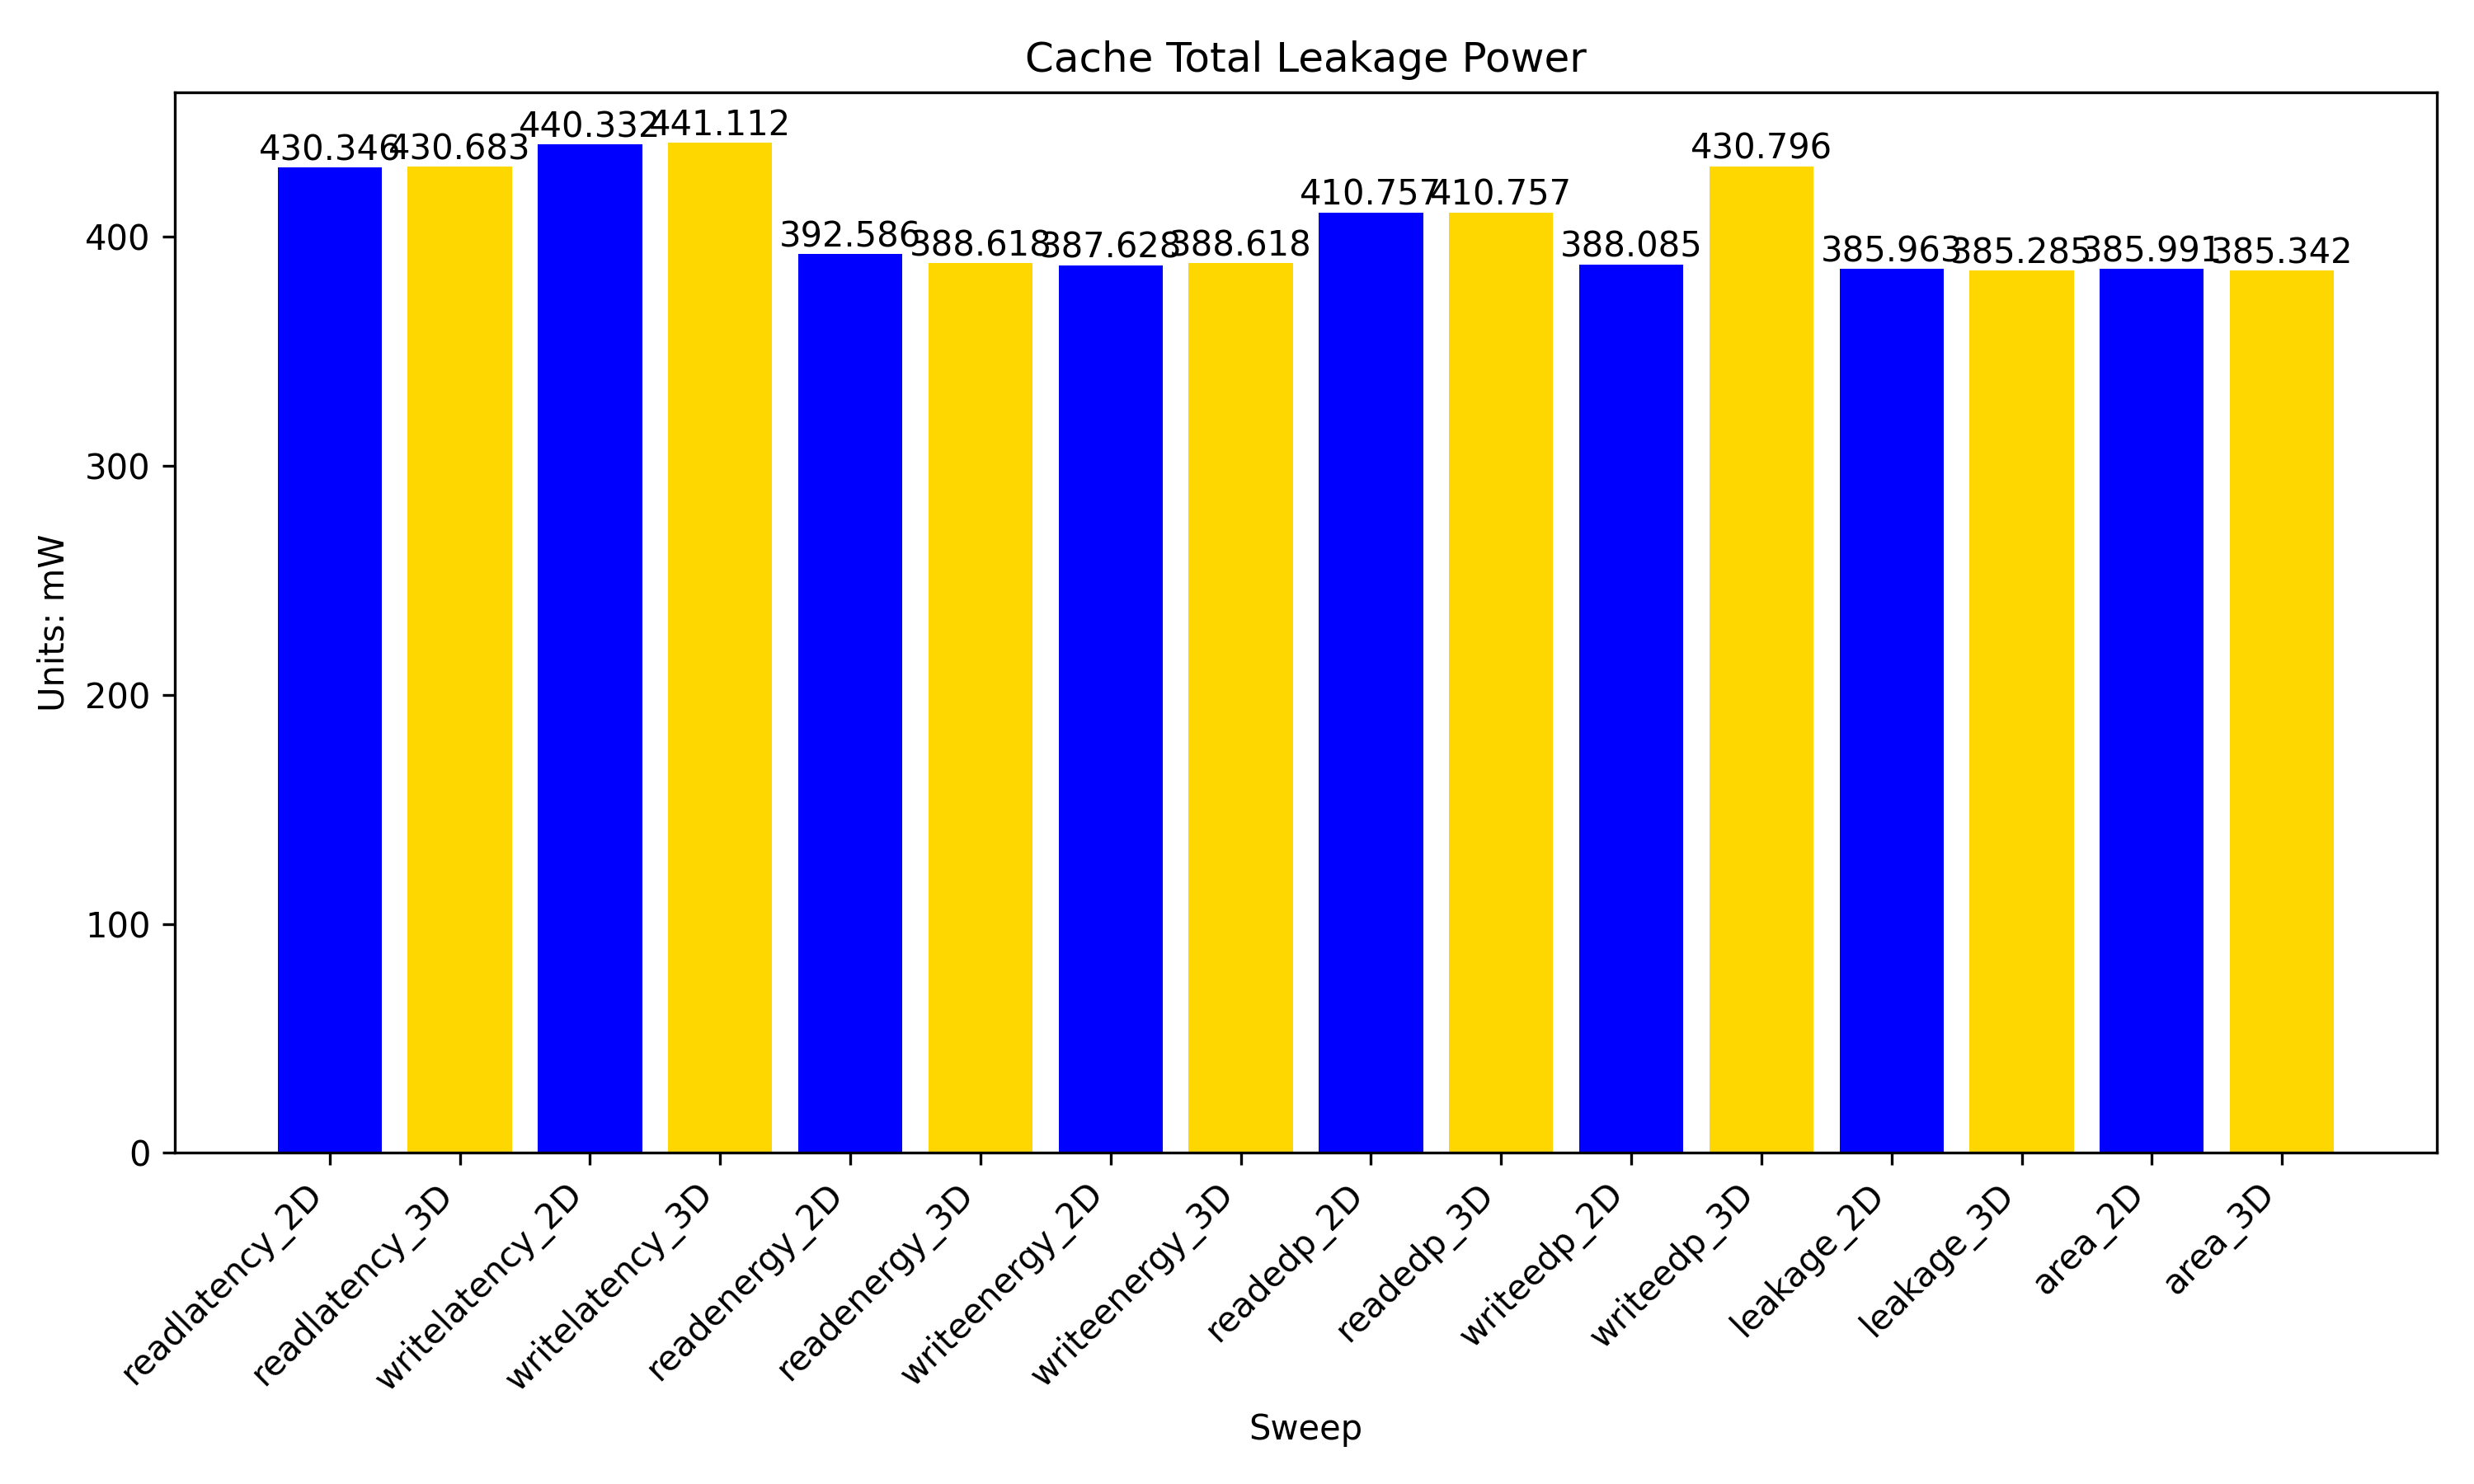 Cache Total Leakage Power
430.346
430.683
440.332
441.112
392.586
388.618
387.628
388.618
410.757
410.757
388.085
430.796
385.963
385.285
385.991
385.342
Units: mW
400
300
200
100
0
readlatency_2D
readlatency_3D
writelatency_2D
writelatency_3D
readenergy_2D
readenergy_3D
writeenergy_2D
writeenergy_3D
readedp_2D
readedp_3D
writeedp_2D
writeedp_3D
leakage_2D
leakage_3D
area_2D
area_3D
Sweep